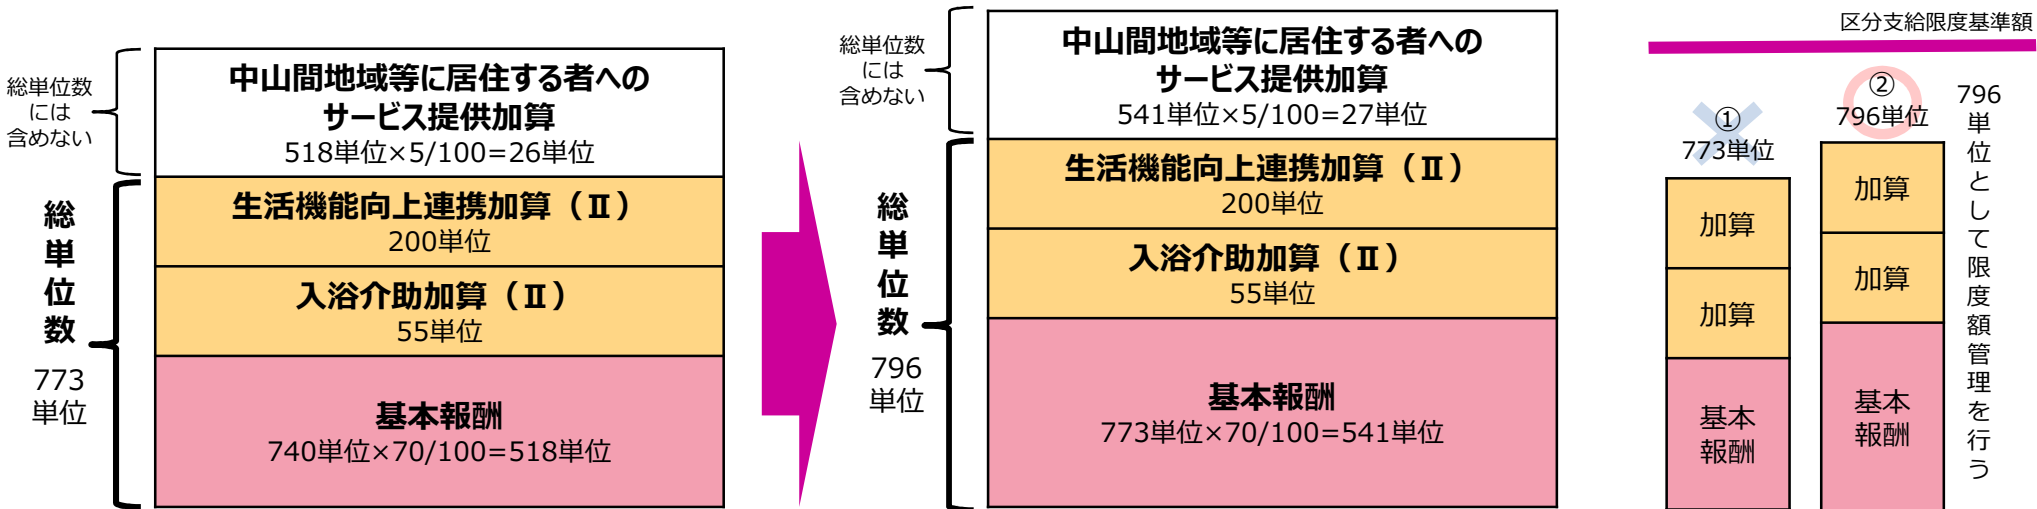 総単位数
には
含めない
中山間地域等に居住する者への
サービス提供加算
518単位×5/100=26単位
生活機能向上連携加算（Ⅱ）
200単位
入浴介助加算（Ⅱ）
55単位
基本報酬
740単位×70/100=518単位
総単位数
773
単位
総単位数
には
含めない
中山間地域等に居住する者への
サービス提供加算
541単位×5/100=27単位
生活機能向上連携加算（Ⅱ）
200単位
入浴介助加算（Ⅱ）
55単位
基本報酬
773単位×70/100=541単位
総単位数
796
単位
区分支給限度基準額
①
773単位
加算
加算
基本
報酬
②
796単位
加算
加算
基本
報酬
796単位として限度額管理を行う